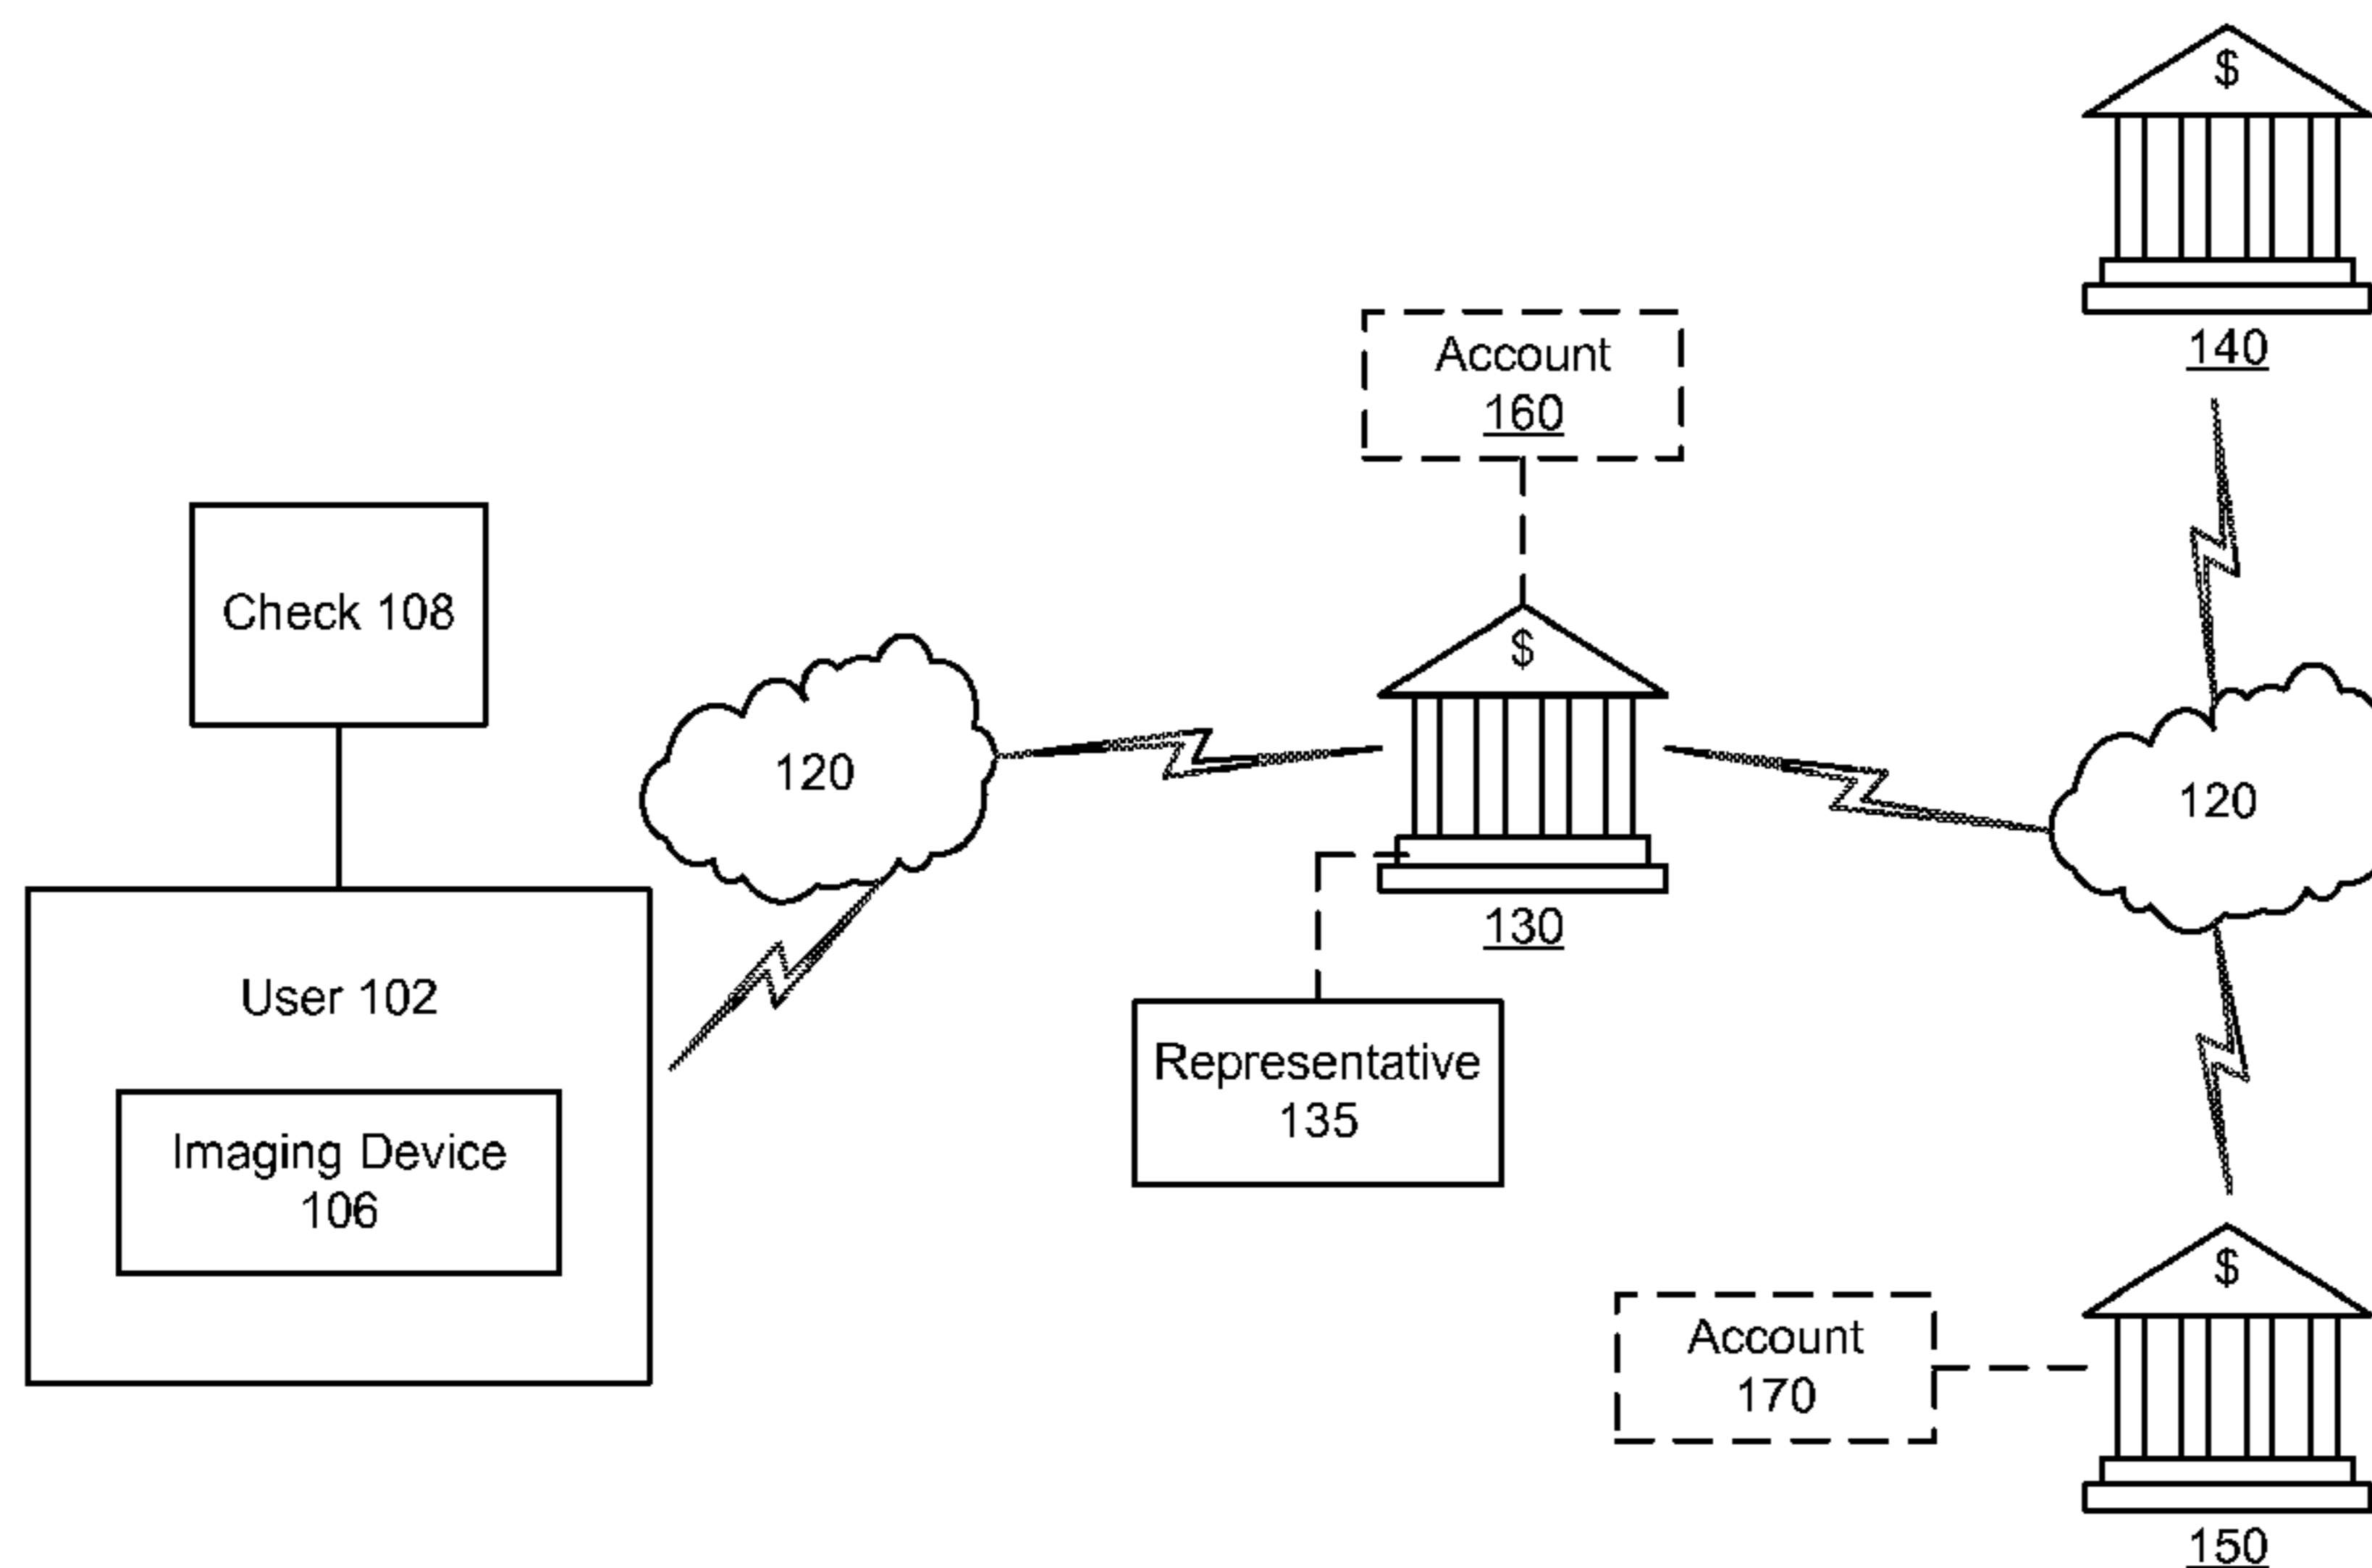 $
140
Account
160
Check 108
$
120
120
130
User 102
Representative
135
Imaging Device
106
$
Account
170
150